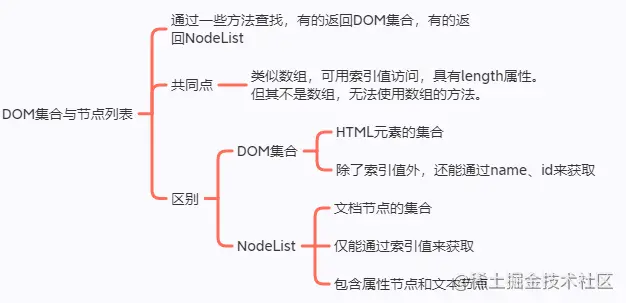 通过一些方法查找，有的返回DOM集合，有的返
回NodeList
DOM集合与节点列表
共同点
类似数组，可用索引值访问，具有length属性。
但其不是数组，无法使用数组的方法。
区别
DOM集合
HTML元素的集合
除了索引值外，还能通过name、id来获取
NodeList
文档节点的集合
仅能通过索引值来获取
包含属性节点和文本节点
@稀土掘金技术社区